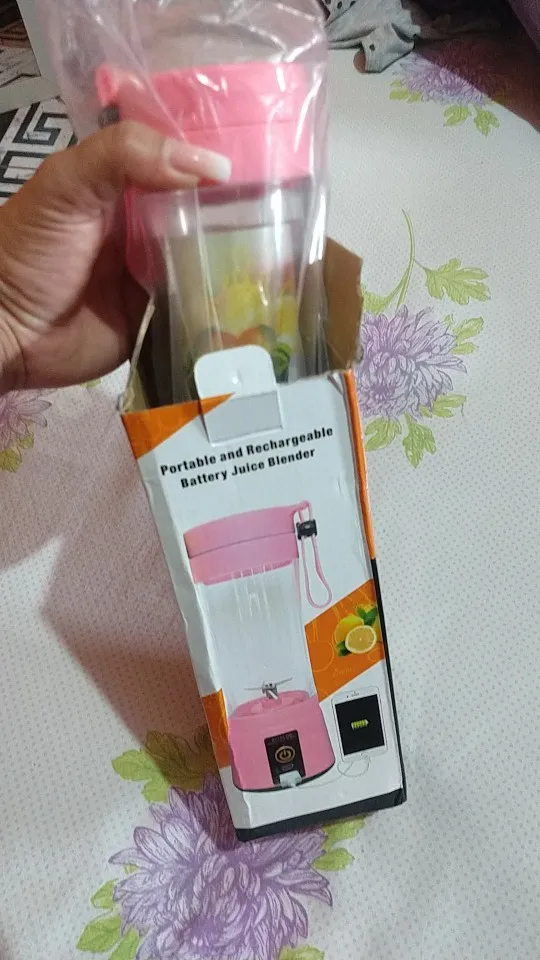 Portable and Rechargeable
Battery Juice Blender